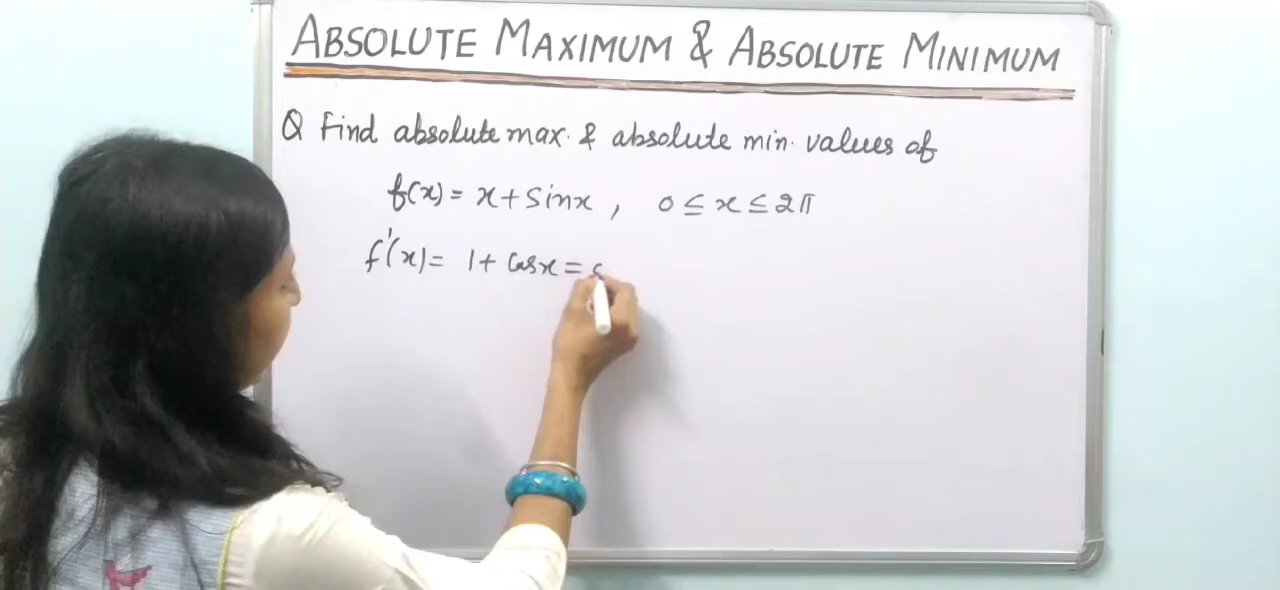 ABSOLUTE MAXIMUM & ABSOLUTE MINIMUM
Q Find absolute max. & absolute min. values of
f(x) = x + Sinx , 0 ≤ x ≤ 2π
f'(x) = 1 + Cosx =